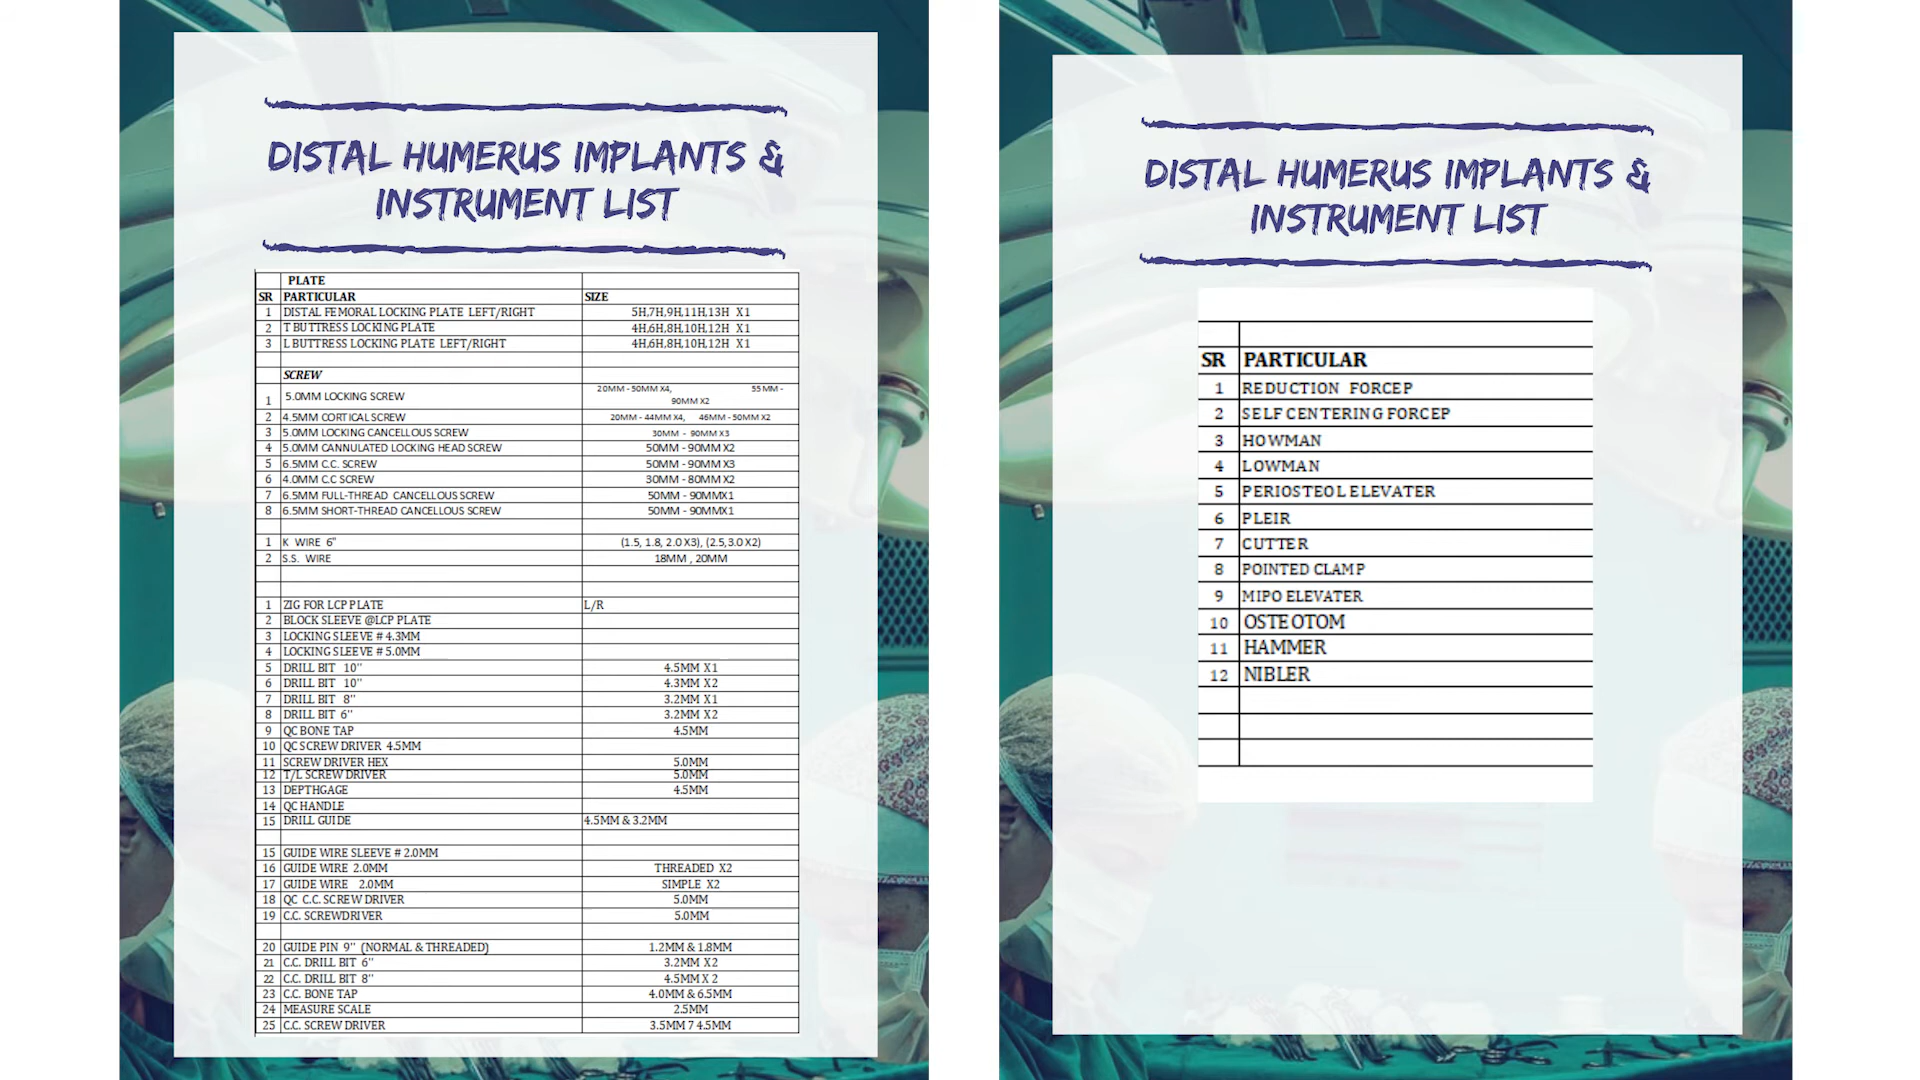 DISTAL HUMERUS IMPLANTS &
INSTRUMENT LIST
PLATE
SR PARTICULAR SIZE
1 DISTAL FEMORAL LOCKING PLATE LEFT/RIGHT 5H,7H,9H,11H,13H X1
2 T BUTTRESS LOCKING PLATE 4H,6H,8H,10H,12H X1
3 L BUTTRESS LOCKING PLATE LEFT/RIGHT 4H,6H,8H,10H,12H X1
SCREW
1 5.0MM LOCKING SCREW 20MM - 50MM X4, 55 MM -
90MM X2
2 4.5MM CORTICAL SCREW 20MM - 44MM X4, 46MM - 50MM X2
3 5.0MM LOCKING CANCELLOUS SCREW 30MM - 90MM X3
4 5.0MM CANNULATED LOCKING HEAD SCREW 50MM - 90MM X2
5 6.5MM C.C. SCREW 50MM - 90MM X3
6 4.0MM C.C SCREW 30MM - 80MM X2
7 6.5MM FULL-THREAD CANCELLOUS SCREW 50MM - 90MMX1
8 6.5MM SHORT-THREAD CANCELLOUS SCREW 50MM - 90MMX1
1 K WIRE 6" (1.5, 1.8, 2.0 X3), (2.5,3.0 X2)
2 S.S. WIRE 18MM , 20MM
1 ZIG FOR LCP PLATE L/R
2 BLOCK SLEEVE @LCP PLATE
3 LOCKING SLEEVE # 4.3MM
4 LOCKING SLEEVE # 5.0MM
5 DRILL BIT 10" 4.5MM X1
6 DRILL BIT 10" 4.3MM X2
7 DRILL BIT 8" 3.2MM X1
8 DRILL BIT 6" 3.2MM X2
9 QC BONE TAP 4.5MM
10 QC SCREW DRIVER 4.5MM
11 SCREW DRIVER HEX 5.0MM
12 T/L SCREW DRIVER 5.0MM
13 DEPTHGAGE 4.5MM
14 QC HANDLE
15 DRILL GUIDE 4.5MM & 3.2MM
15 GUIDE WIRE SLEEVE # 2.0MM
16 GUIDE WIRE 2.0MM THREADED X2
17 GUIDE WIRE 2.0MM SIMPLE X2
18 QC C.C. SCREW DRIVER 5.0MM
19 C.C. SCREWDRIVER 5.0MM
20 GUIDE PIN 9" (NORMAL & THREADED) 1.2MM & 1.8MM
21 C.C. DRILL BIT 6" 3.2MM X2
22 C.C. DRILL BIT 8" 4.5MM X 2
23 C.C. BONE TAP 4.0MM & 6.5MM
24 MEASURE SCALE 2.5MM
25 C.C. SCREW DRIVER 3.5MM 7 4.5MM
DISTAL HUMERUS IMPLANTS &
INSTRUMENT LIST
SR PARTICULAR
1 REDUCTION FORCEP
2 SELF CENTERING FORCEP
3 HOWMAN
4 LOWMAN
5 PERIOSTEOL ELEVATER
6 PLEIR
7 CUTTER
8 POINTED CLAMP
9 MIPO ELEVATER
10 OSTEOTOM
11 HAMMER
12 NIBLER